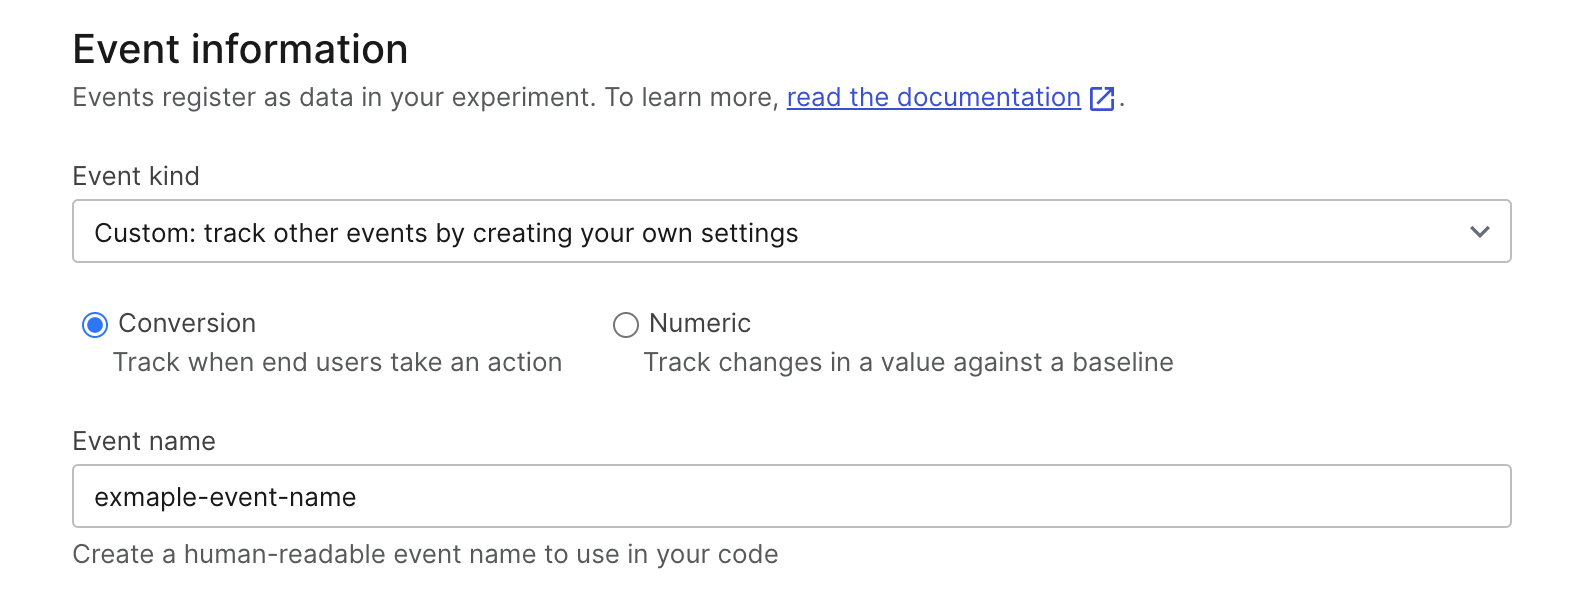 Event information
Events register as data in your experiment. To learn more, read the documentation.
Event kind
Custom: track other events by creating your own settings
Conversion Numeric
Track when end users take an action Track changes in a value against a baseline
Event name
exmaple-event-name
Create a human-readable event name to use in your code